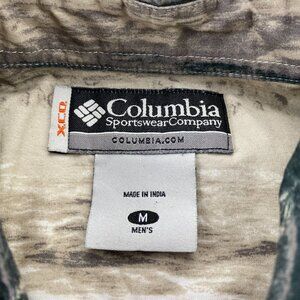 XCO
Columbia
Sportswear Company
COLUMBIA.COM
MADE IN INDIA
M
MEN'S